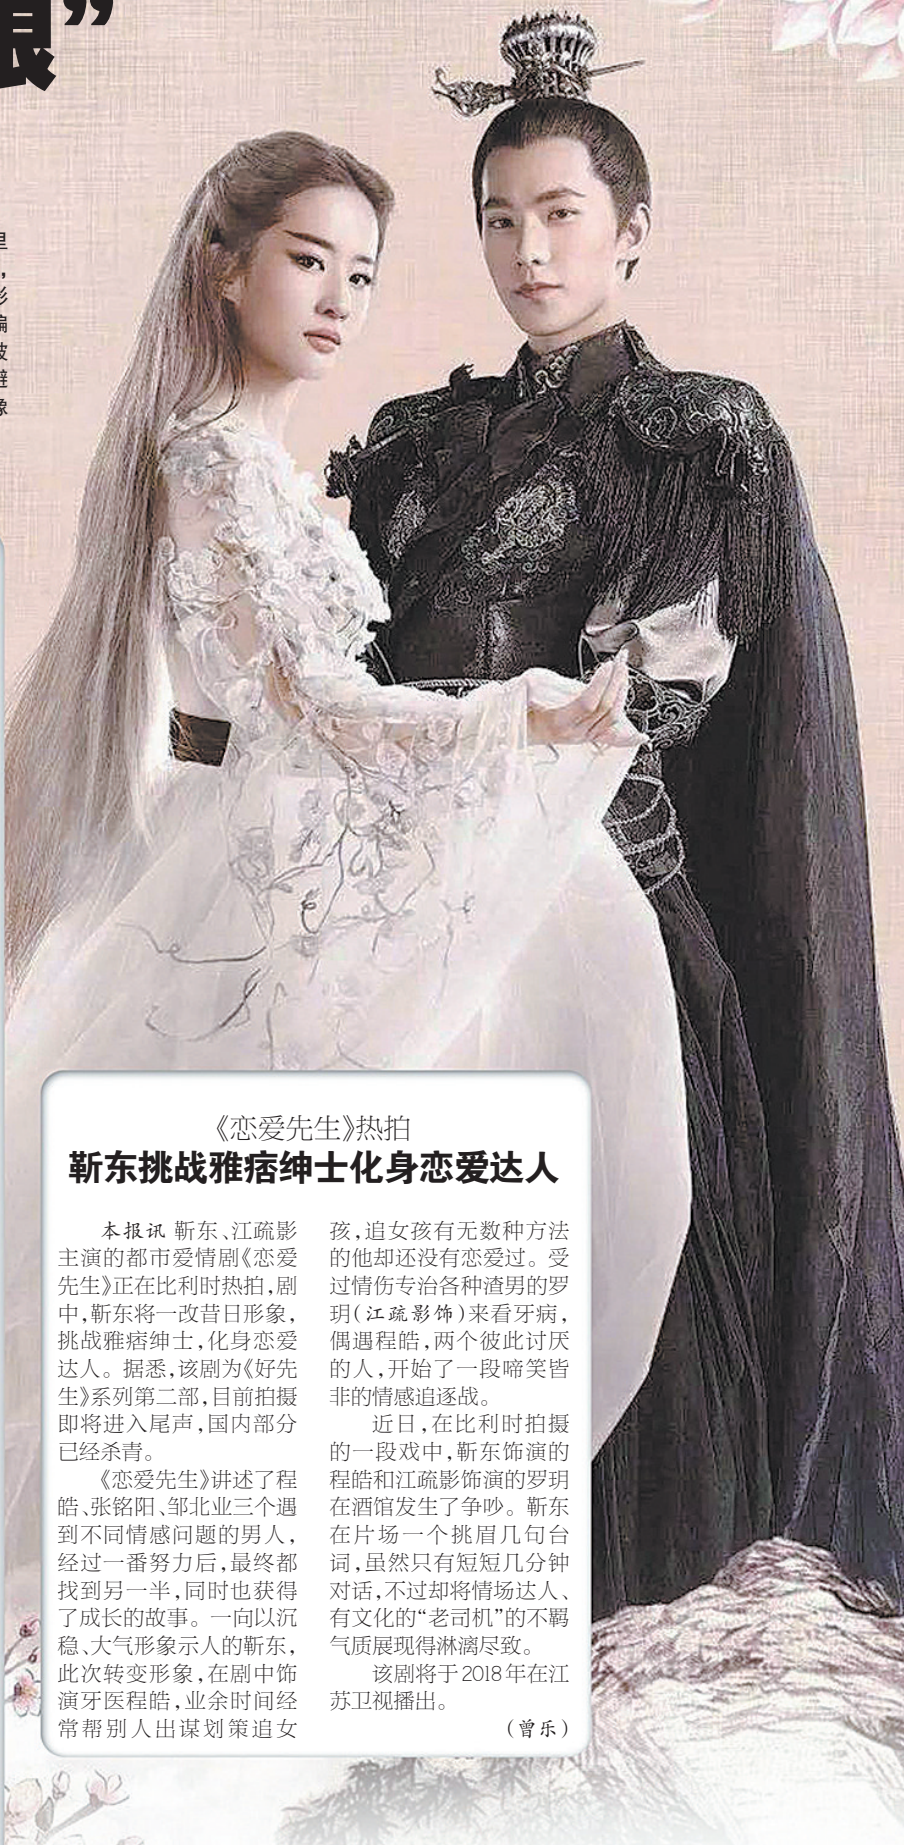 ”
《恋爱先生》热拍
靳东挑战雅痞绅士化身恋爱达人
本报讯 靳东、江疏影
主演的都市爱情剧《恋爱
先生》正在比利时热拍，剧
中，靳东将一改昔日形象，
挑战雅痞绅士，化身恋爱
达人。据悉，该剧为《好先
生》系列第二部，目前拍摄
即将进入尾声，国内部分
已经杀青。
《恋爱先生》讲述了程
皓、张铭阳、邹北业三个遇
到不同情感问题的男人，
经过一番努力后，最终都
找到另一半，同时也获得
了成长的故事。一向以沉
稳、大气形象示人的靳东，
此次转变形象，在剧中饰
演牙医程皓，业余时间经
常帮别人出谋划策追女
孩，追女孩有无数种方法
的他却还没有恋爱过。受
过情伤专治各种渣男的罗
玥（江疏影饰）来看牙病，
偶遇程皓，两个彼此讨厌
的人，开始了一段啼笑皆
非的情感追逐战。
近日，在比利时拍摄
的一段戏中，靳东饰演的
程皓和江疏影饰演的罗玥
在酒馆发生了争吵。靳东
在片场一个挑眉几句台
词，虽然只有短短几分钟
对话，不过却将情场达人、
有文化的“老司机”的不羁
气质展现得淋漓尽致。
该剧将于2018年在江
苏卫视播出。
（曾乐）